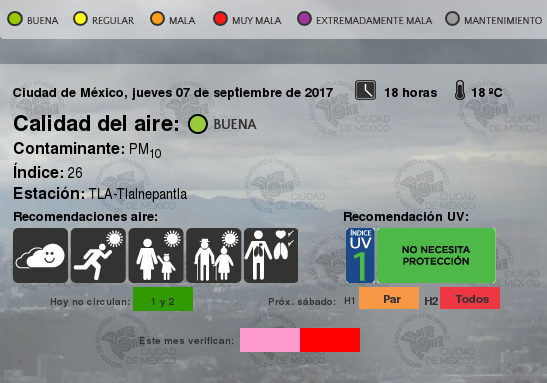 BUENA REGULAR MALA MUY MALA EXTREMADAMENTE MALA MANTENIMIENTO
Ciudad de México, jueves 07 de septiembre de 2017 18 horas 18 ºC
Calidad del aire: BUENA
Contaminante: PM10
Índice: 26
Estación: TLA-Tlalnepantla
Recomendaciones aire: Recomendación UV:
ÍNDICE
UV
1
NO NECESITA
PROTECCIÓN
Hoy no circulan: 1 y 2 Próx. sábado: H1 Par H2 Todos
Este mes verifican:
CIUDAD
DE MÉXICO